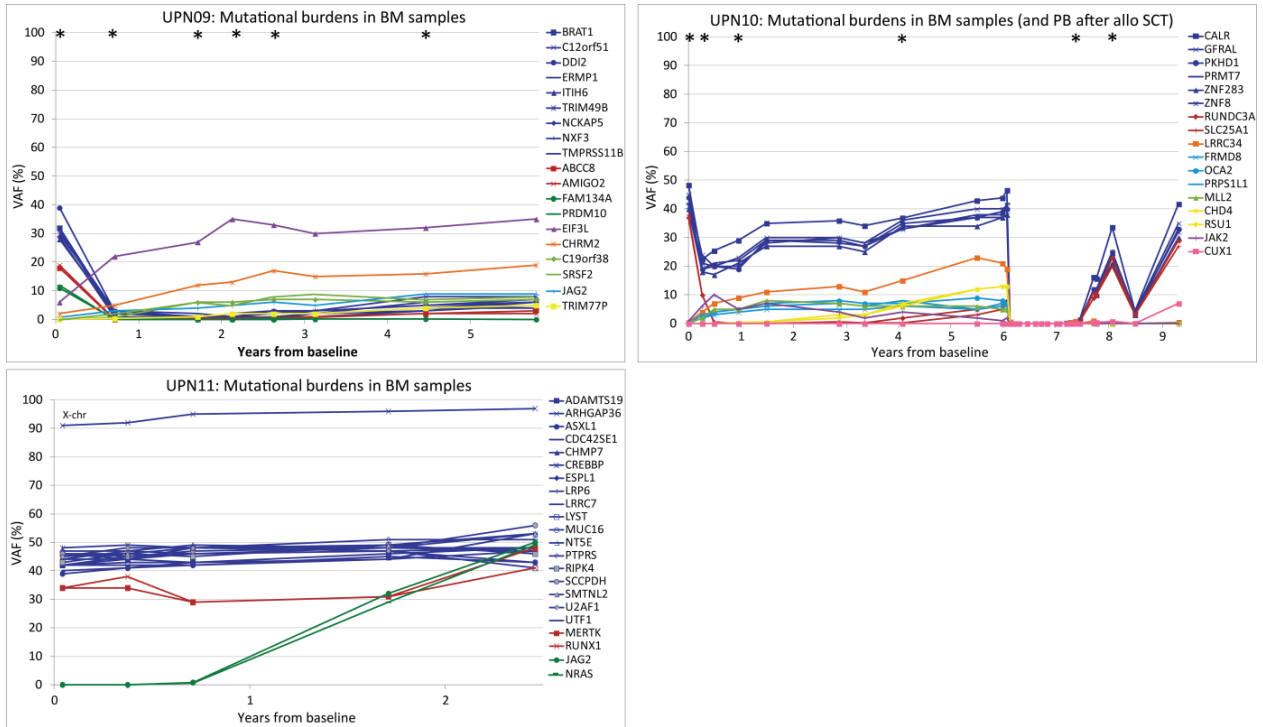 UPN09: Mutational burdens in BM samples
100
90
80
70
60
50
40
30
20
10
0
VAF (%)
* * * * * *
0 1 2 3 4 5
Years from baseline
BRAT1
C12orf51
DDI2
ERMP1
ITIH6
TRIM49B
NCKAP5
NXF3
TMPRSS11B
ABCC8
AMIGO2
FAM134A
PRDM10
EIF3L
CHRM2
C19orf38
SRSF2
JAG2
TRIM77P
UPN10: Mutational burdens in BM samples (and PB after allo SCT)
100
90
80
70
60
50
40
30
20
10
0
VAF (%)
* * * * * *
0 1 2 3 4 5 6 7 8 9
Years from baseline
CALR
GFRAL
PKHD1
PRMT7
ZNF283
ZNF8
RUNDC3A
SLC25A1
LRRC34
FRMD8
OCA2
PRPS1L1
MLL2
CHD4
RSU1
JAK2
CUX1
UPN11: Mutational burdens in BM samples
100
90
80
70
60
50
40
30
20
10
0
VAF (%)
X-chr
0 1 2
Years from baseline
ADAMTS19
ARHGAP36
ASXL1
CDC42SE1
CHMP7
CREBBP
ESPL1
LRP6
LRRC7
LYST
MUC16
NT5E
PTPRS
RIPK4
SCCPDH
SMTNL2
U2AF1
UTF1
MERTK
RUNX1
JAG2
NRAS